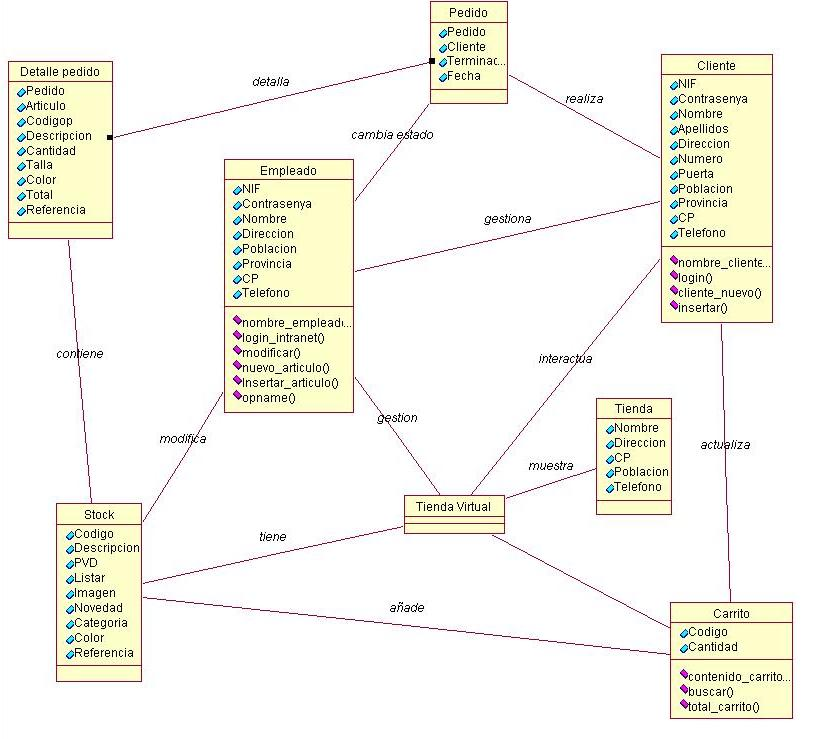 Pedido
Pedido
Cliente
Terminac...
Fecha
Detalle pedido
Pedido
Articulo
Codigop
Descripcion
Cantidad
Talla
Color
Total
Referencia
detalla
realiza
cambia estado
Cliente
NIF
Contrasenya
Nombre
Apellidos
Direccion
Numero
Puerta
Poblacion
Provincia
CP
Telefono
nombre_cliente...
login()
cliente_nuevo()
insertar()
Empleado
NIF
Contrasenya
Nombre
Direccion
Poblacion
Provincia
CP
Telefono
nombre_empleadi...
login_intranet()
modificar()
nuevo_articulo()
Insertar_articulo()
opname()
gestiona
contiene
interactúa
modifica
gestion
Tienda
Nombre
Direccion
CP
Poblacion
Telefono
muestra
actualiza
Tienda Virtual
Stock
Codigo
Descripcion
PVD
Listar
Imagen
Novedad
Categoria
Color
Referencia
tiene
añade
Carrito
Codigo
Cantidad
contenido_carrito...
buscar()
total_carrito()